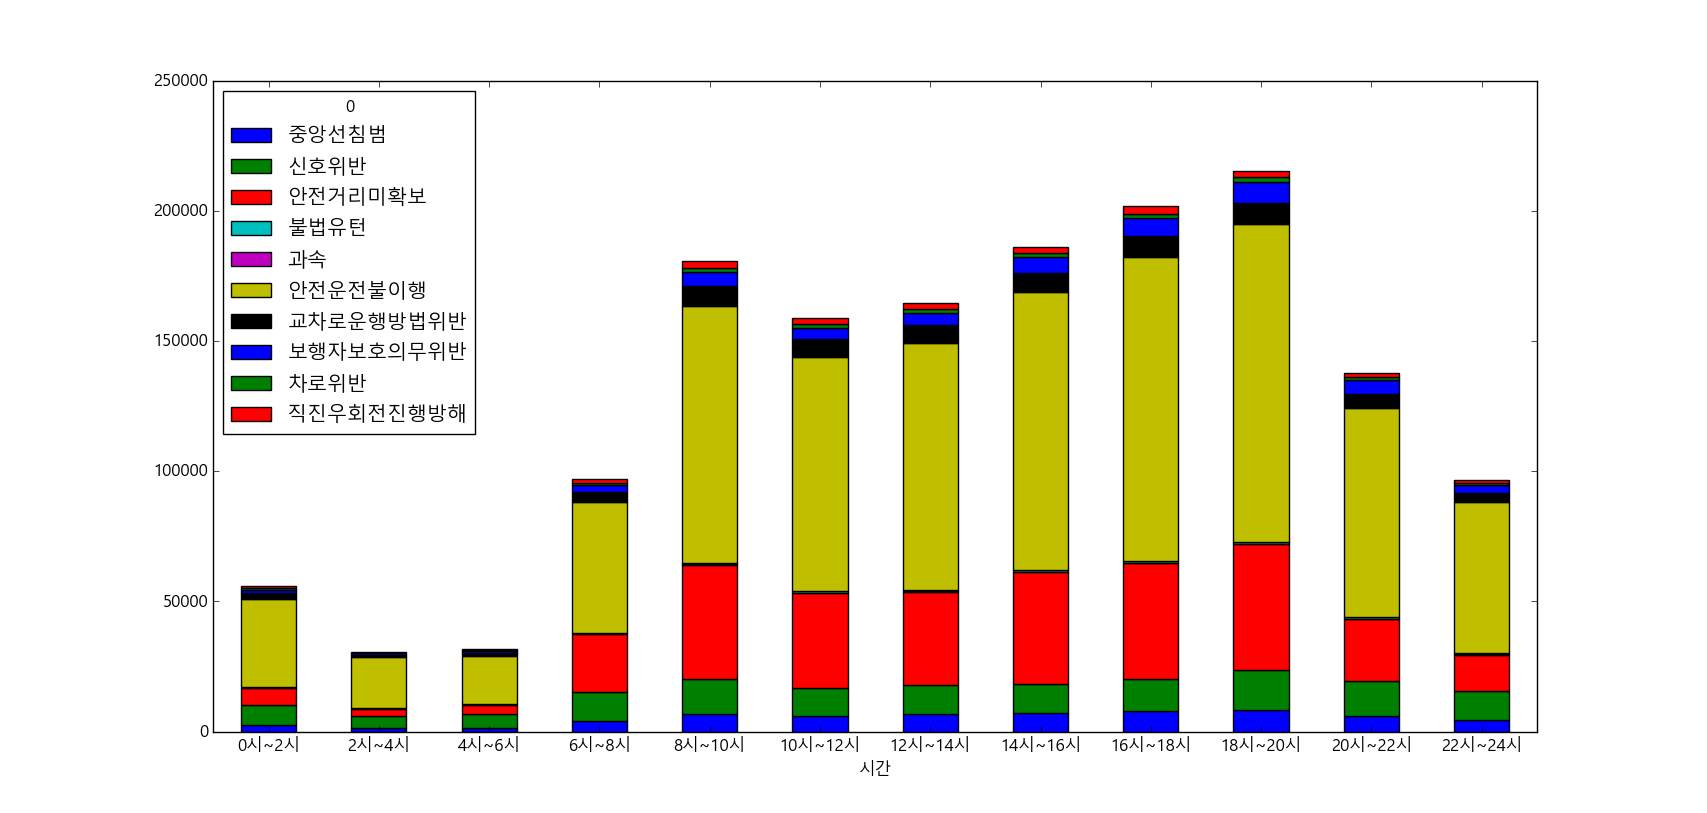 250000
200000
150000
100000
50000
0
0
중앙선침범
신호위반
안전거리미확보
불법유턴
과속
안전운전불이행
교차로운행방법위반
보행자보호의무위반
차로위반
직진우회전진행방해
0시~2시 2시~4시 4시~6시 6시~8시 8시~10시 10시~12시 12시~14시 14시~16시 16시~18시 18시~20시 20시~22시 22시~24시
시간